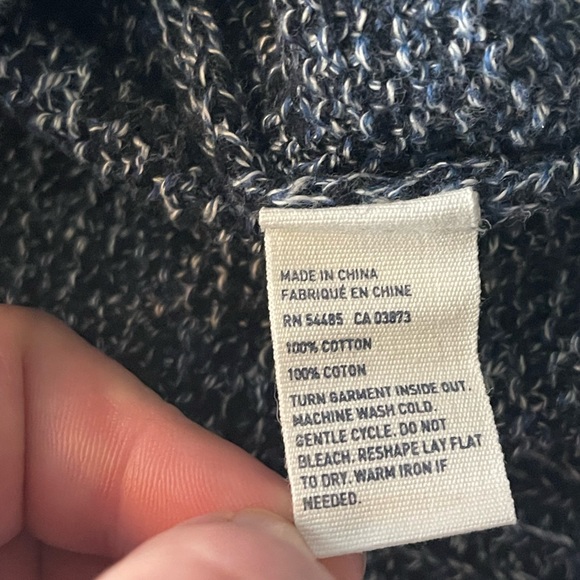 MADE IN CHINA
FABRIQUÉ EN CHINE
RN 54485 CA 03873
100% COTTON
100% COTON
TURN GARMENT INSIDE OUT.
MACHINE WASH COLD.
GENTLE CYCLE. DO NOT
BLEACH. RESHAPE LAY FLAT
TO DRY. WARM IRON IF
NEEDED.